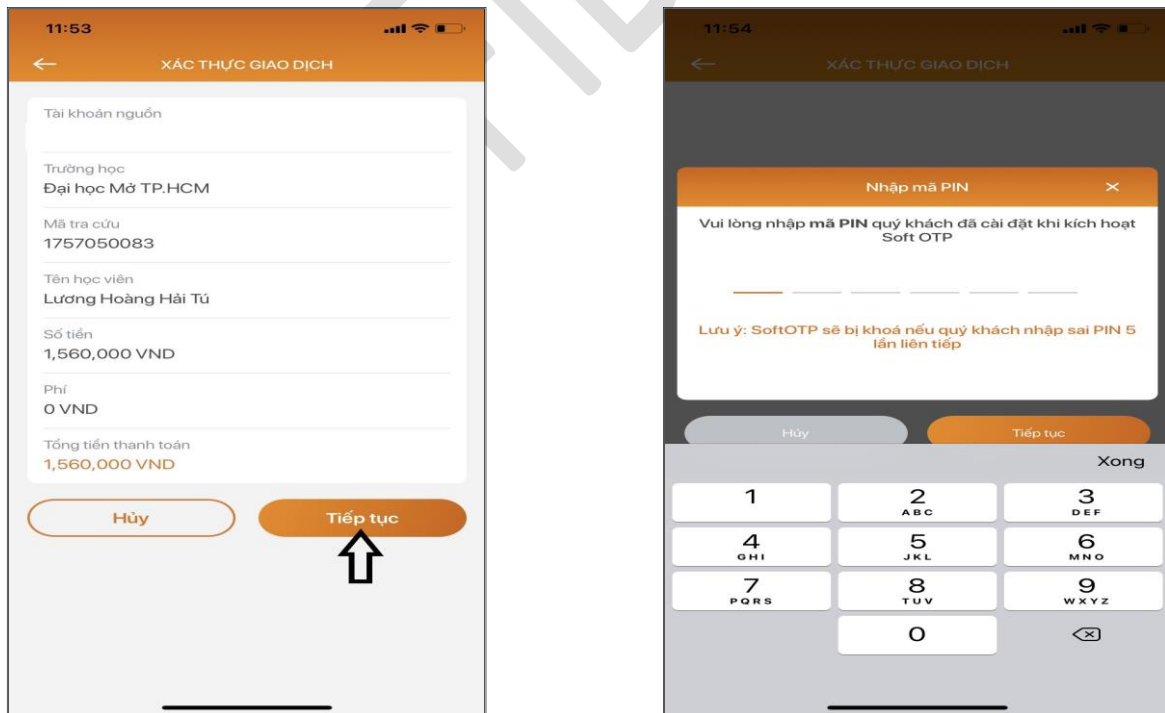 11:53
XÁC THỰC GIAO DỊCH
Tài khoản nguồn
Trường học
Đại học Mở TP.HCM
Mã tra cứu
1757050083
Tên học viên
Lương Hoàng Hải Tú
Số tiền
1,560,000 VND
Phí
0 VND
Tổng tiền thanh toán
1,560,000 VND
Hủy
Tiếp tục
11:54
XÁC THỰC GIAO DỊCH
Nhập mã PIN
Vui lòng nhập mã PIN quý khách đã cài đặt khi kích hoạt
Soft OTP
Lưu ý: SoftOTP sẽ bị khoá nếu quý khách nhập sai PIN 5
lần liên tiếp
Hủy
Tiếp tục
Xong
1
2
ABC
3
DEF
4
GHI
5
JKL
6
MNO
7
PQRS
8
TUV
9
WXYZ
0